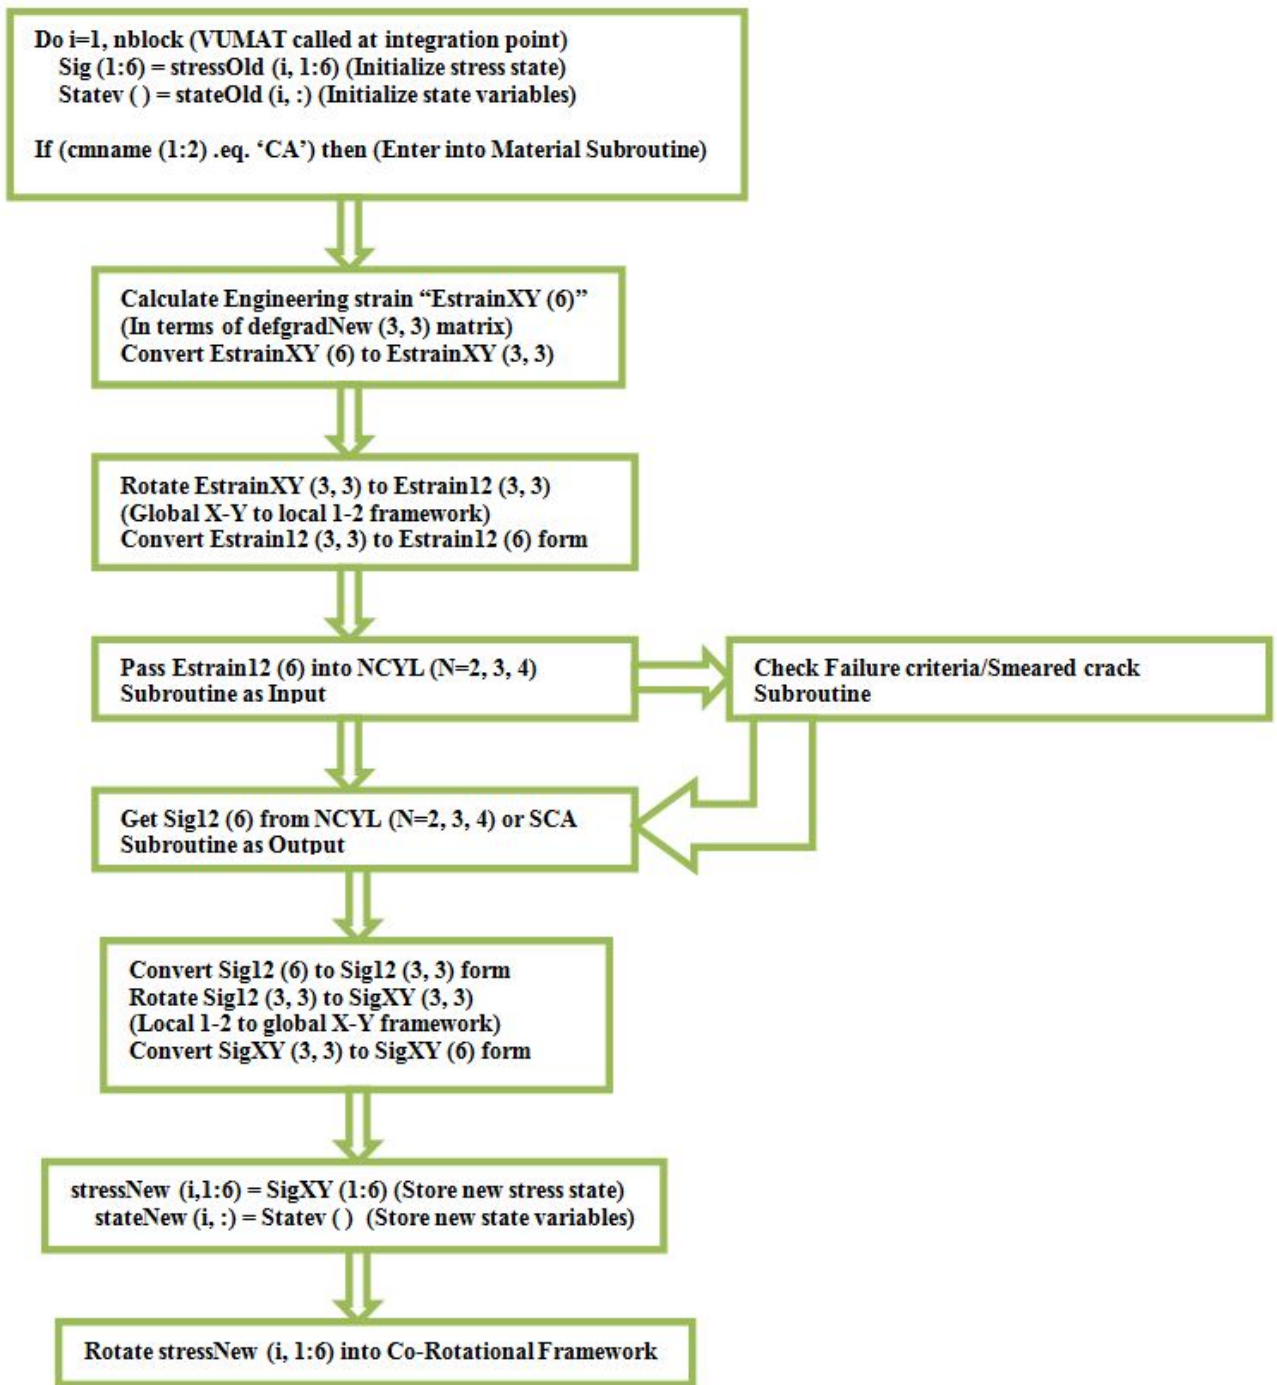 Do i=1, nblock (VUMAT called at integration point)
Sig (1:6) = stressOld (i, 1:6) (Initialize stress state)
Statev ( ) = stateOld (i, :) (Initialize state variables)
If (cmname (1:2) .eq. ‘CA’) then (Enter into Material Subroutine)
Calculate Engineering strain “EstrainXY (6)”
(In terms of defgradNew (3, 3) matrix)
Convert EstrainXY (6) to EstrainXY (3, 3)
Rotate EstrainXY (3, 3) to Estrain12 (3, 3)
(Global X-Y to local 1-2 framework)
Convert Estrain12 (3, 3) to Estrain12 (6) form
Pass Estrain12 (6) into NCYL (N=2, 3, 4)
Subroutine as Input
Check Failure criteria/Smeared crack
Subroutine
Get Sig12 (6) from NCYL (N=2, 3, 4) or SCA
Subroutine as Output
Convert Sig12 (6) to Sig12 (3, 3) form
Rotate Sig12 (3, 3) to SigXY (3, 3)
(Local 1-2 to global X-Y framework)
Convert SigXY (3, 3) to SigXY (6) form
stressNew (i,1:6) = SigXY (1:6) (Store new stress state)
stateNew (i, :) = Statev ( ) (Store new state variables)
Rotate stressNew (i, 1:6) into Co-Rotational Framework